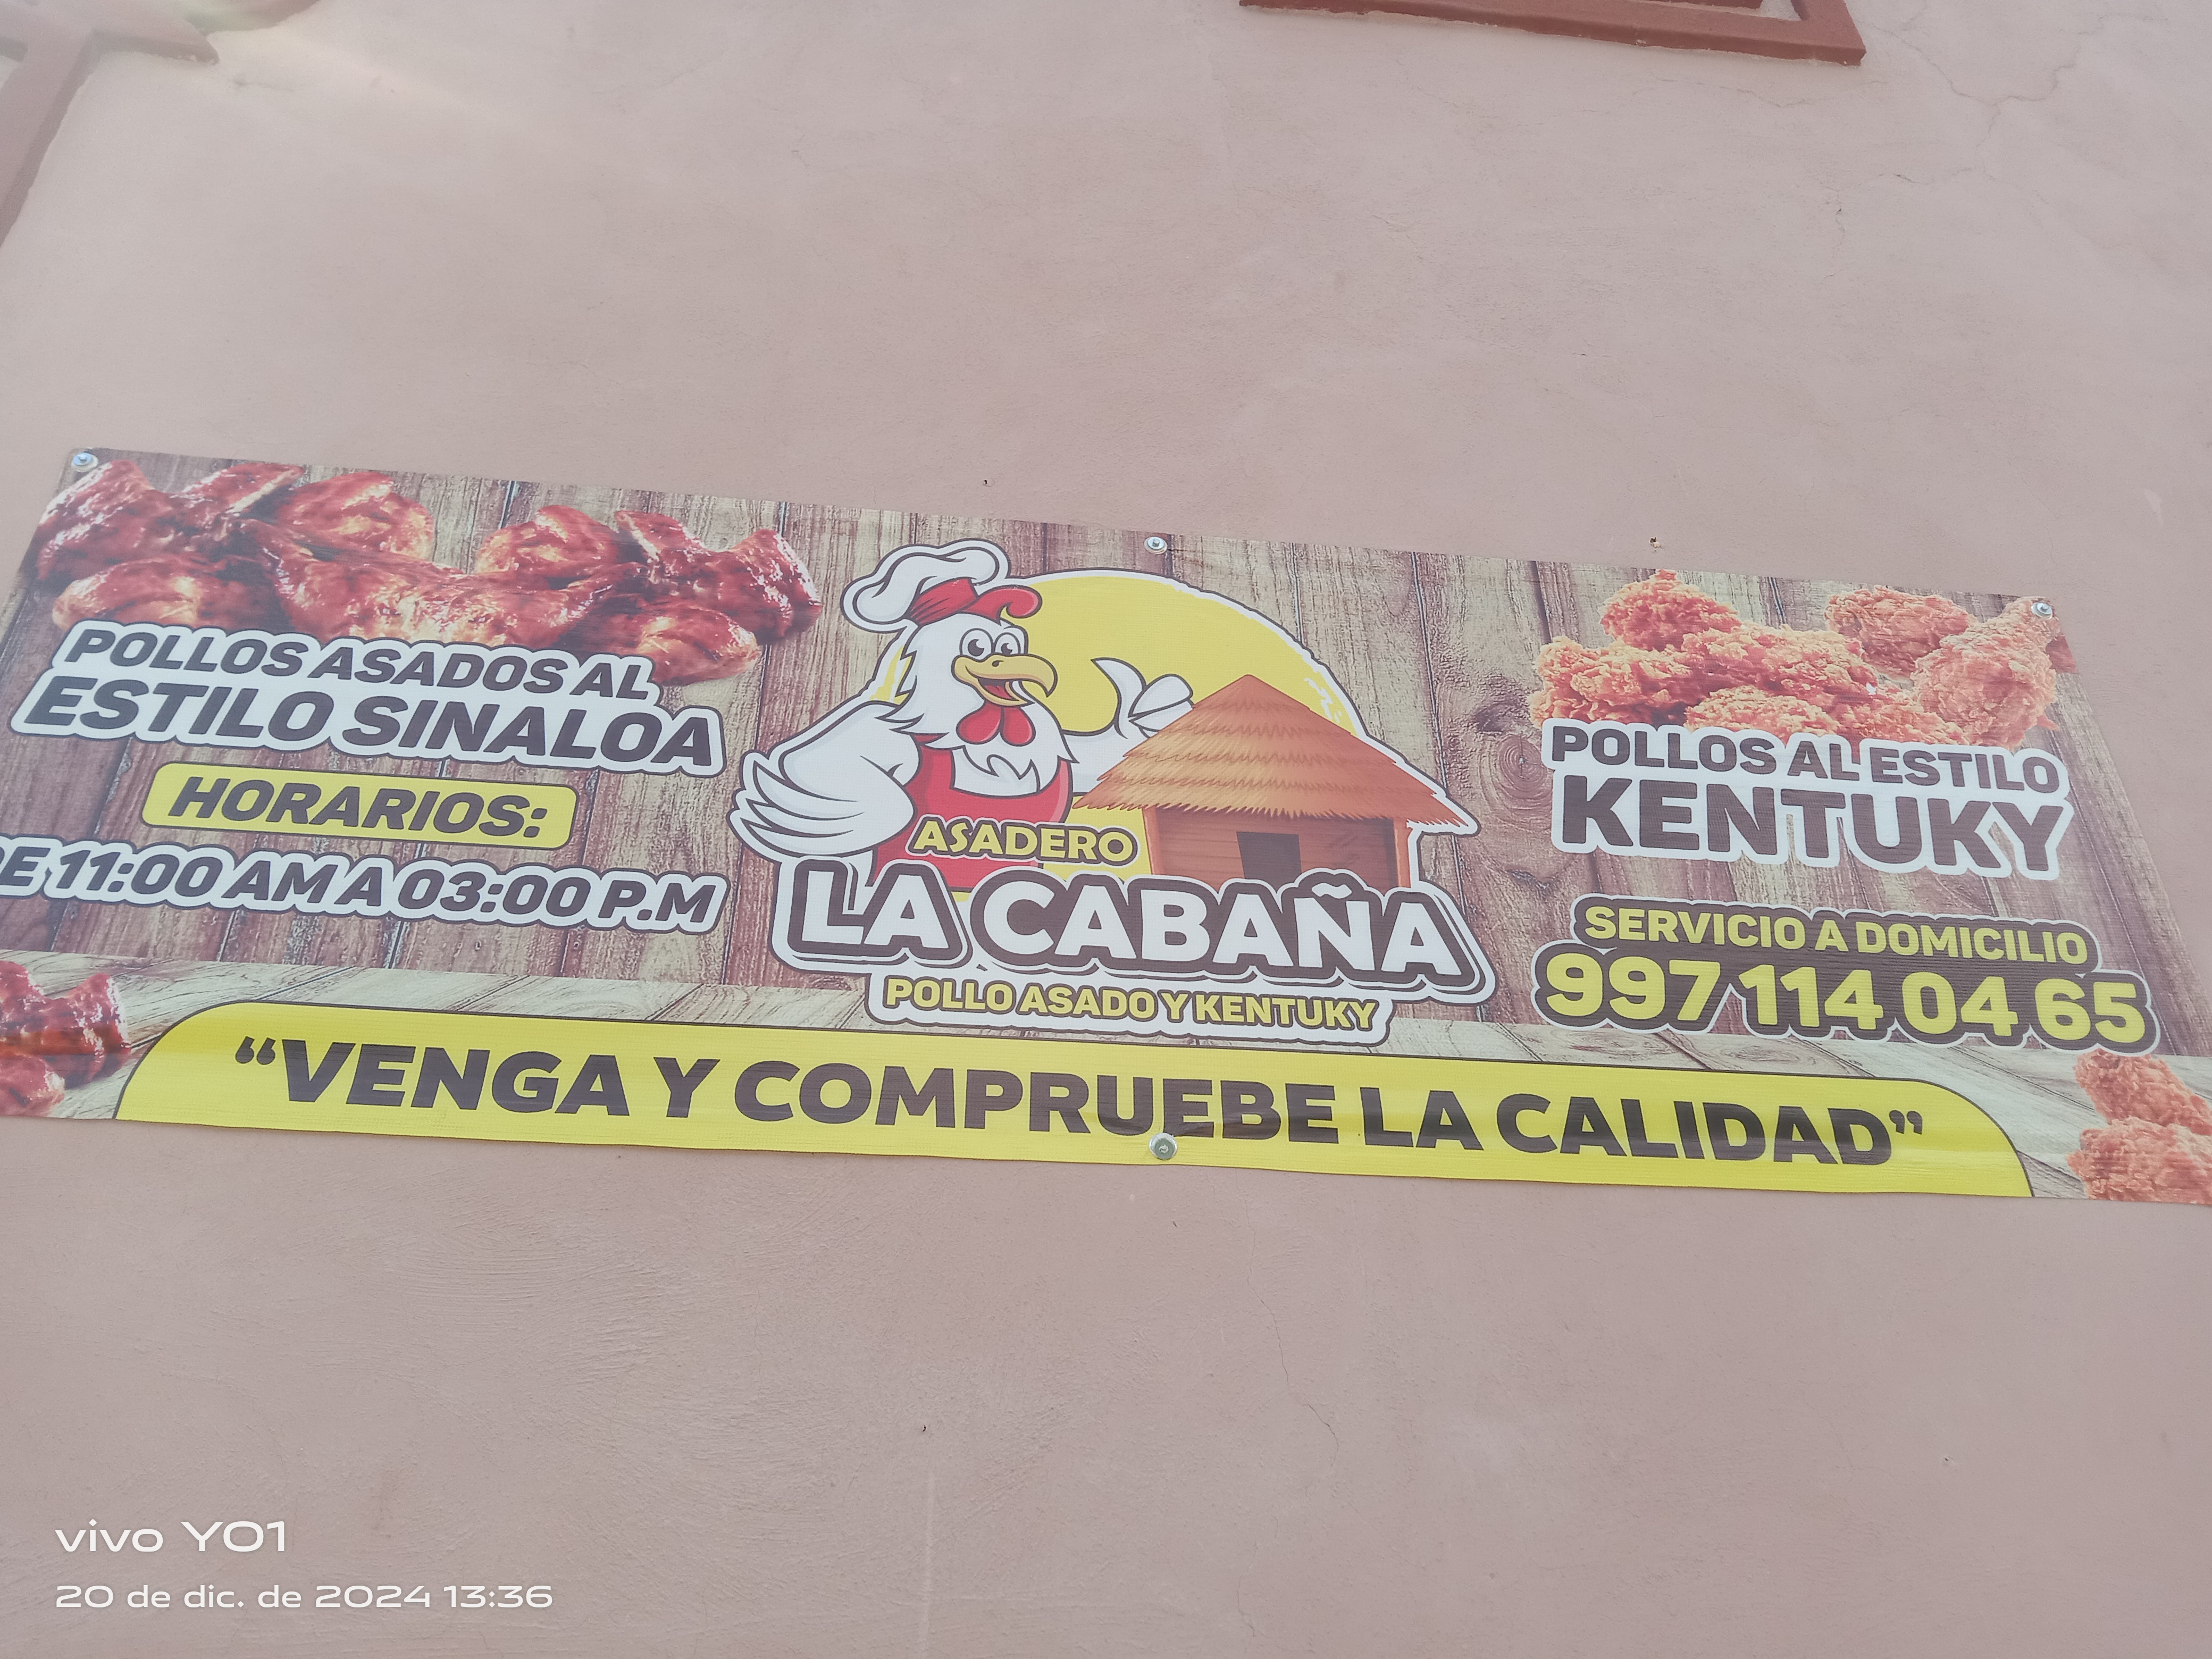 POLLOS ASADOS AL
ESTILO SINALOA
HORARIOS:
DE 11:00 AM A 03:00 P.M
ASADERO
LA CABAÑA
POLLO ASADO Y KENTUKY
POLLOS AL ESTILO
KENTUKY
SERVICIO A DOMICILIO
997 114 04 65
“VENGA Y COMPRUEBE LA CALIDAD”
vivo Y01
20 de dic. de 2024 13:36